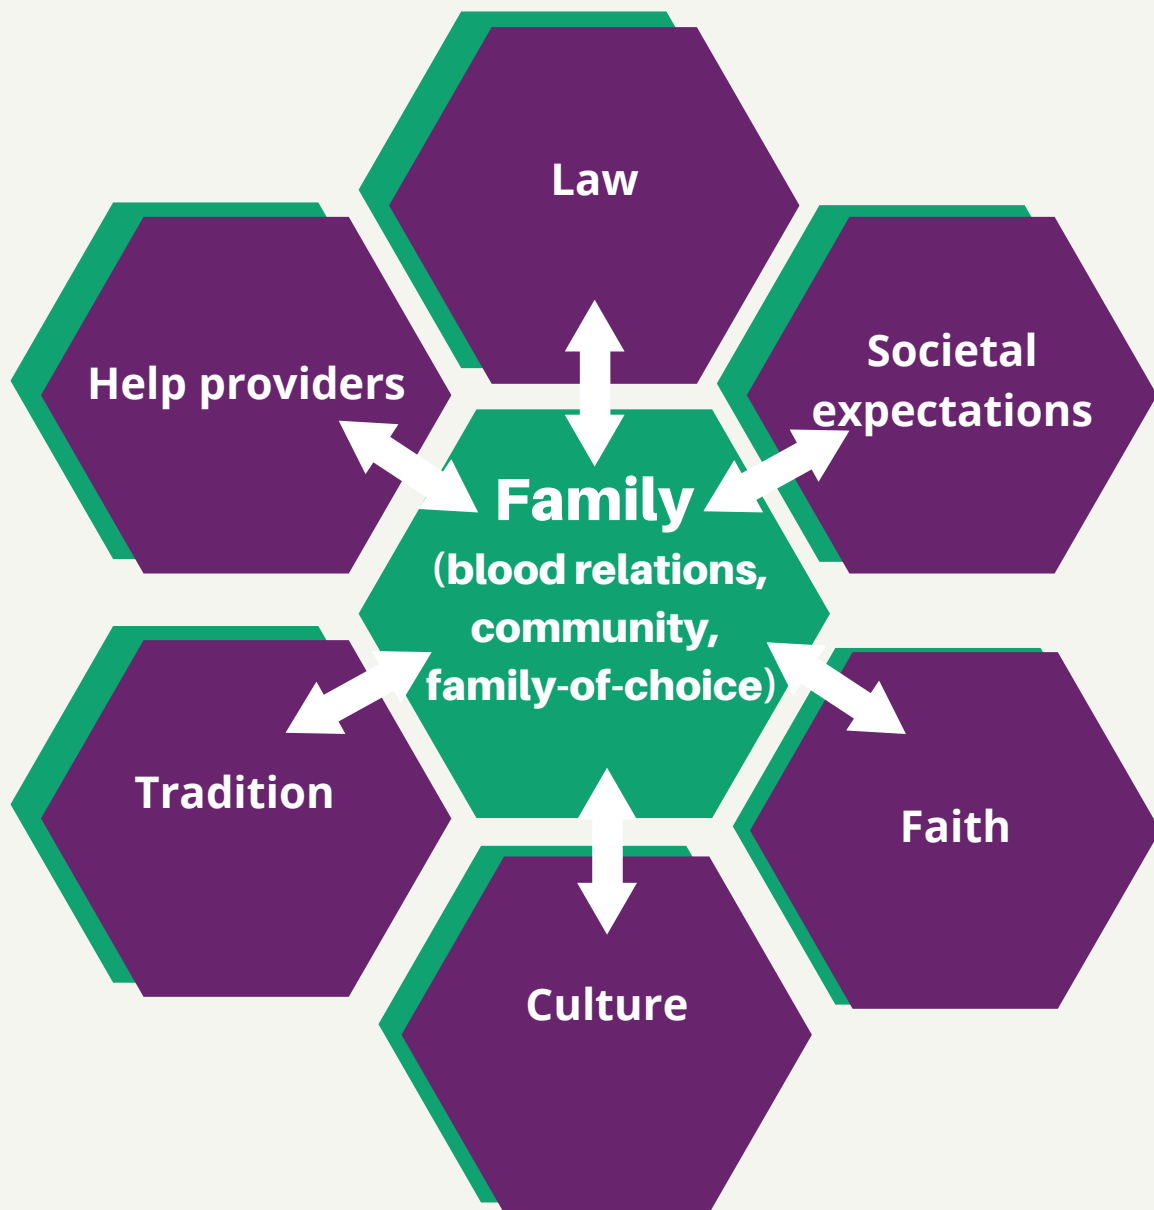 Law
Societal
expectations
Help providers
Family
(blood relations,
community,
family-of-choice)
Tradition
Faith
Culture